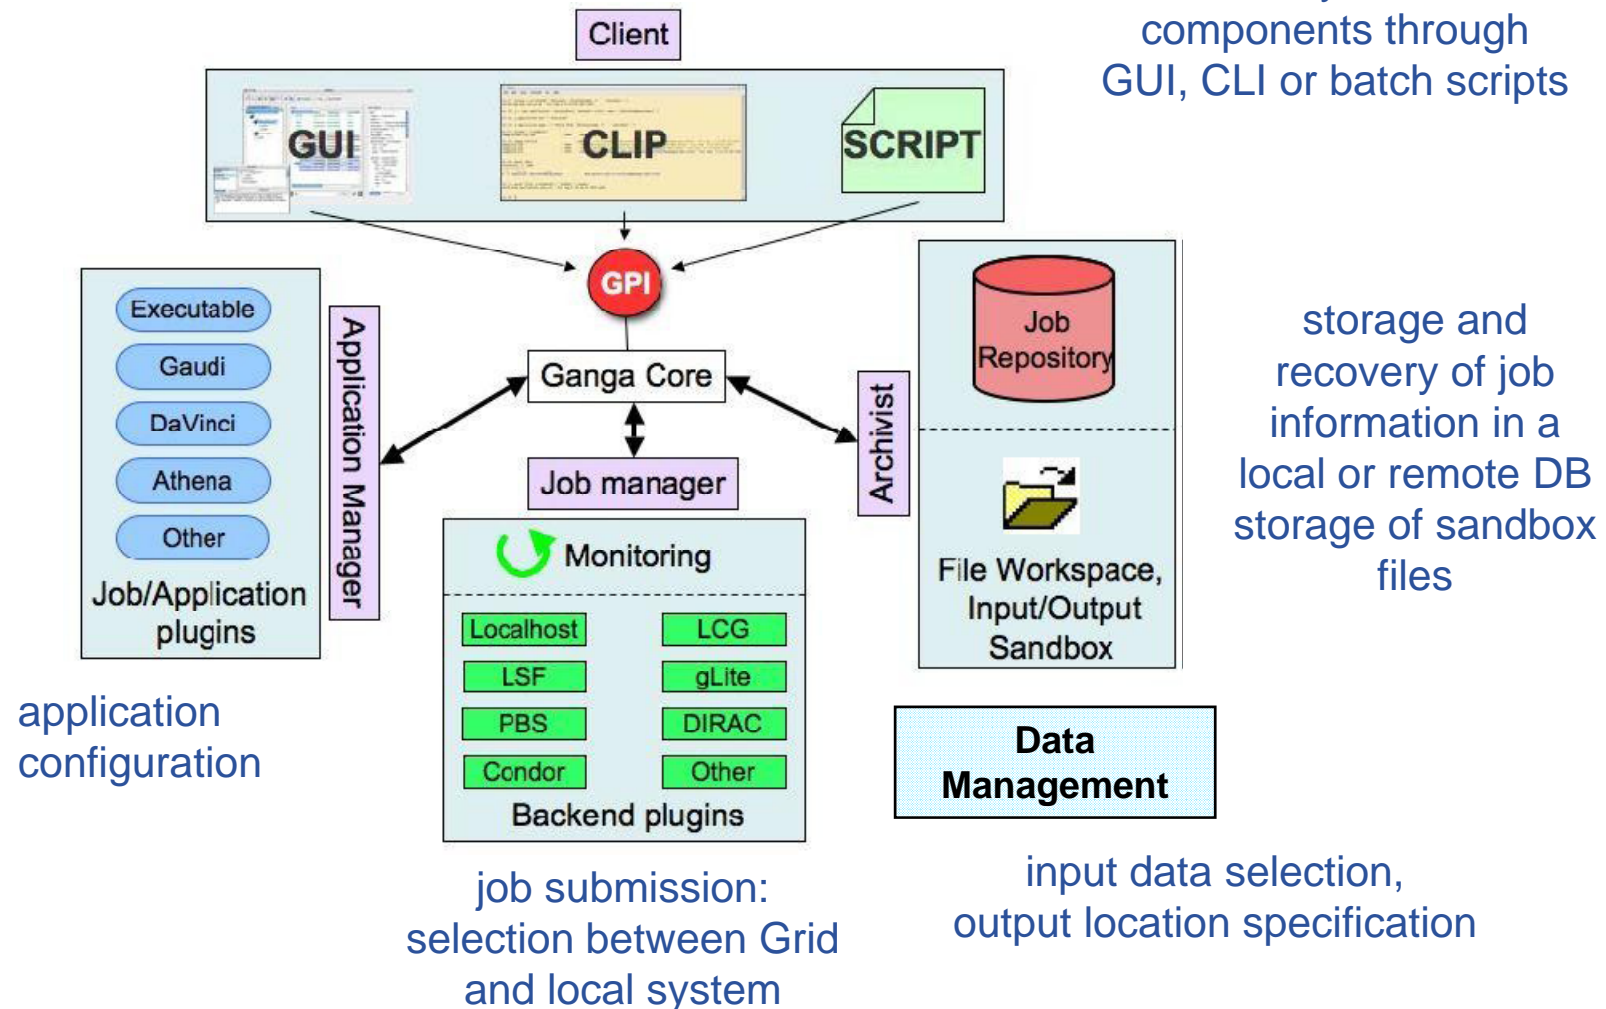 Client
components through
GUI, CLI or batch scripts
GUI
CLIP
SCRIPT
GPI
Executable
Gaudi
DaVinci
Athena
Other
Job/Application
plugins
Application Manager
Ganga Core
Job manager
Archivist
Job
Repository
File Workspace,
Input/Output
Sandbox
storage and
recovery of job
information in a
local or remote DB
storage of sandbox
files
Monitoring
Localhost
LCG
LSF
gLite
PBS
DIRAC
Condor
Other
Backend plugins
application
configuration
Data
Management
job submission:
selection between Grid
and local system
input data selection,
output location specification